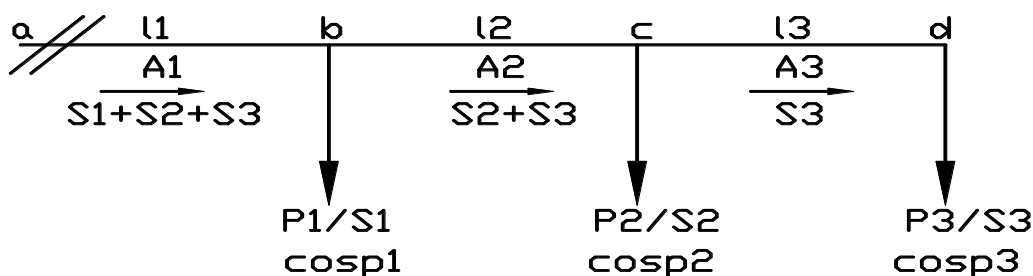 a l1 b l2 c l3 d
A1 A2 A3
S1+S2+S3 S2+S3 S3
P1/S1 P2/S2 P3/S3
cosp1 cosp2 cosp3